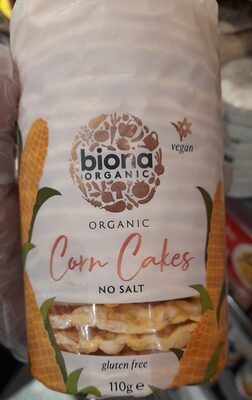 biona
ORGANIC
vegan
ORGANIC
Corn Cakes
NO SALT
gluten free
110g e